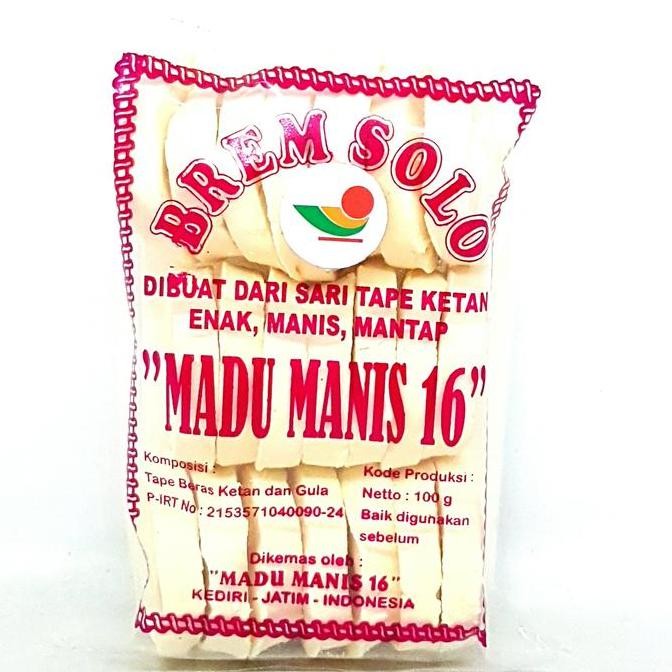 BREM SOLO
DIBUAT DARI SARI TAPE KETAN
ENAK, MANIS, MANTAP
"MADU MANIS 16"
Komposisi :
Tape Beras Ketan dan Gula
P-IRT No : 2153571040090-24
Kode Produksi :
Netto : 100 g
Baik digunakan
sebelum
Dikemas oleh :
"MADU MANIS 16"
KEDIRI - JATIM - INDONESIA